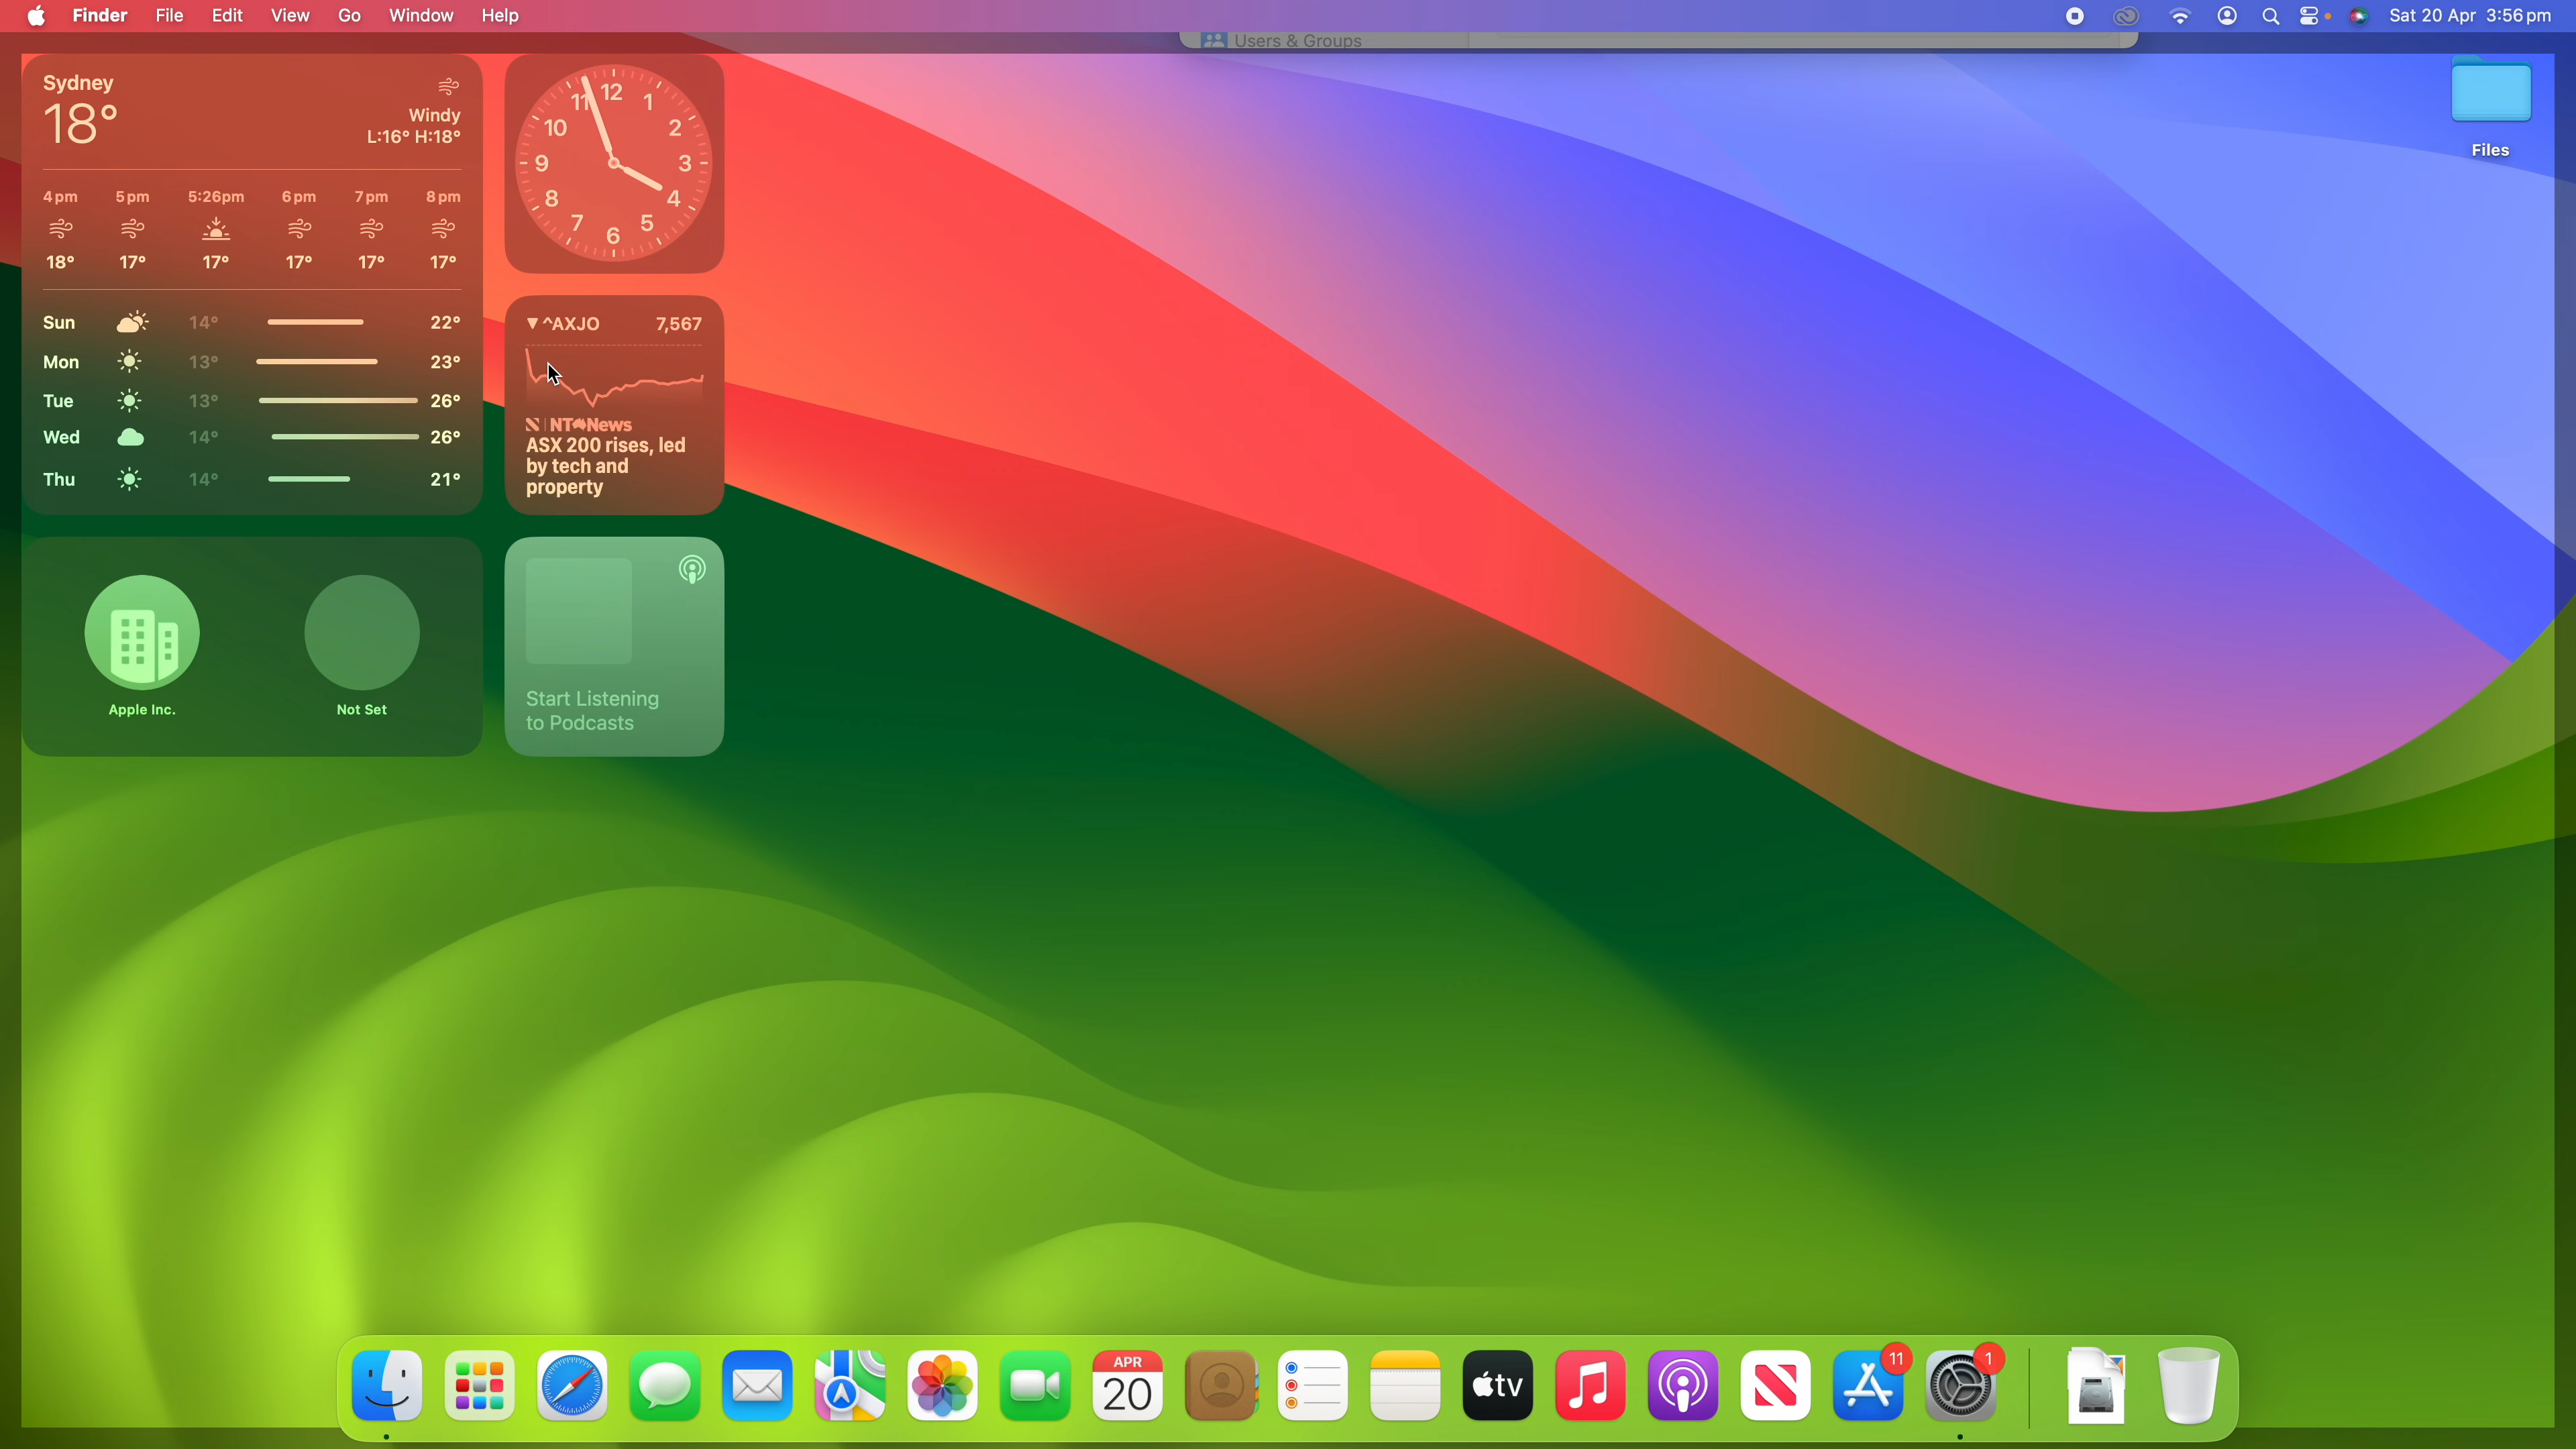 Finder File Edit View Go Window Help
Sat 20 Apr 3:56 pm
Users & Groups
Sydney
18°
Windy
L:16° H:18°
4 pm 5 pm 5:26pm 6 pm 7 pm 8 pm
18° 17° 17° 17° 17° 17°
Sun 14° 22°
Mon 13° 23°
Tue 13° 26°
Wed 14° 26°
Thu 14° 21°
12
1
2
3
4
5
6
7
8
9
10
11
▼ ^AXJO 7,567
NT News
ASX 200 rises, led
by tech and
property
Apple Inc.
Not Set
Start Listening
to Podcasts
Files
APR
20
tv
11
1